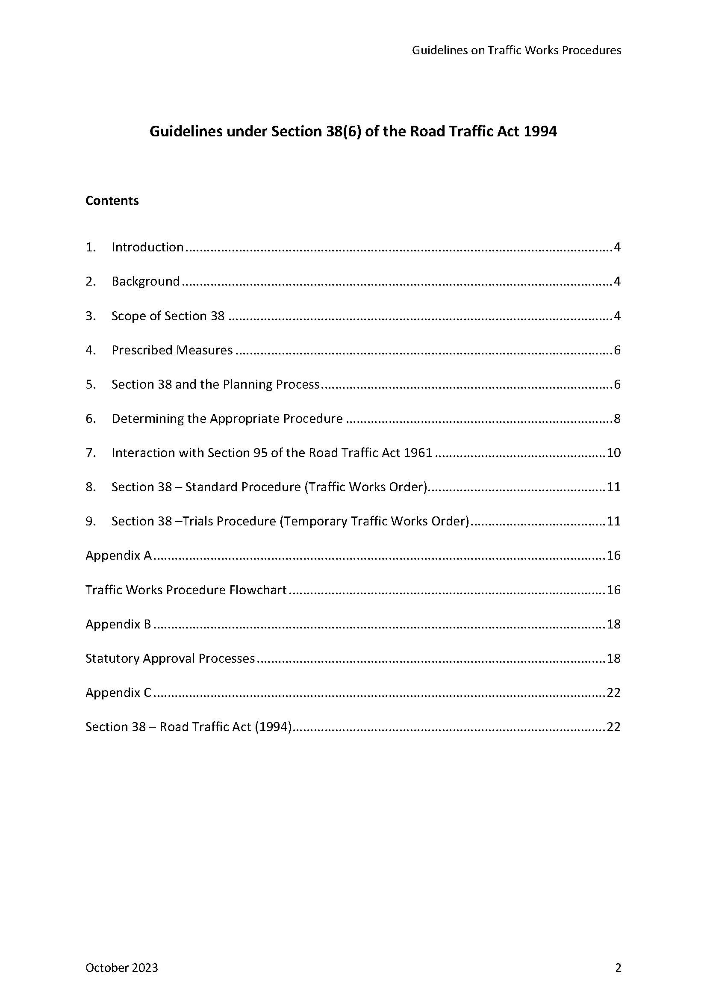 Guidelines on Traffic Works Procedures
Guidelines under Section 38(6) of the Road Traffic Act 1994
Contents
1. Introduction....................4
2. Background....................4
3. Scope of Section 38 ....................4
4. Prescribed Measures ....................6
5. Section 38 and the Planning Process....................6
6. Determining the Appropriate Procedure ....................8
7. Interaction with Section 95 of the Road Traffic Act 1961 ....................10
8. Section 38 – Standard Procedure (Traffic Works Order)....................11
9. Section 38 –Trials Procedure (Temporary Traffic Works Order)....................11
Appendix A....................16
Traffic Works Procedure Flowchart....................16
Appendix B....................18
Statutory Approval Processes....................18
Appendix C....................22
Section 38 – Road Traffic Act (1994)....................22
October 2023 2